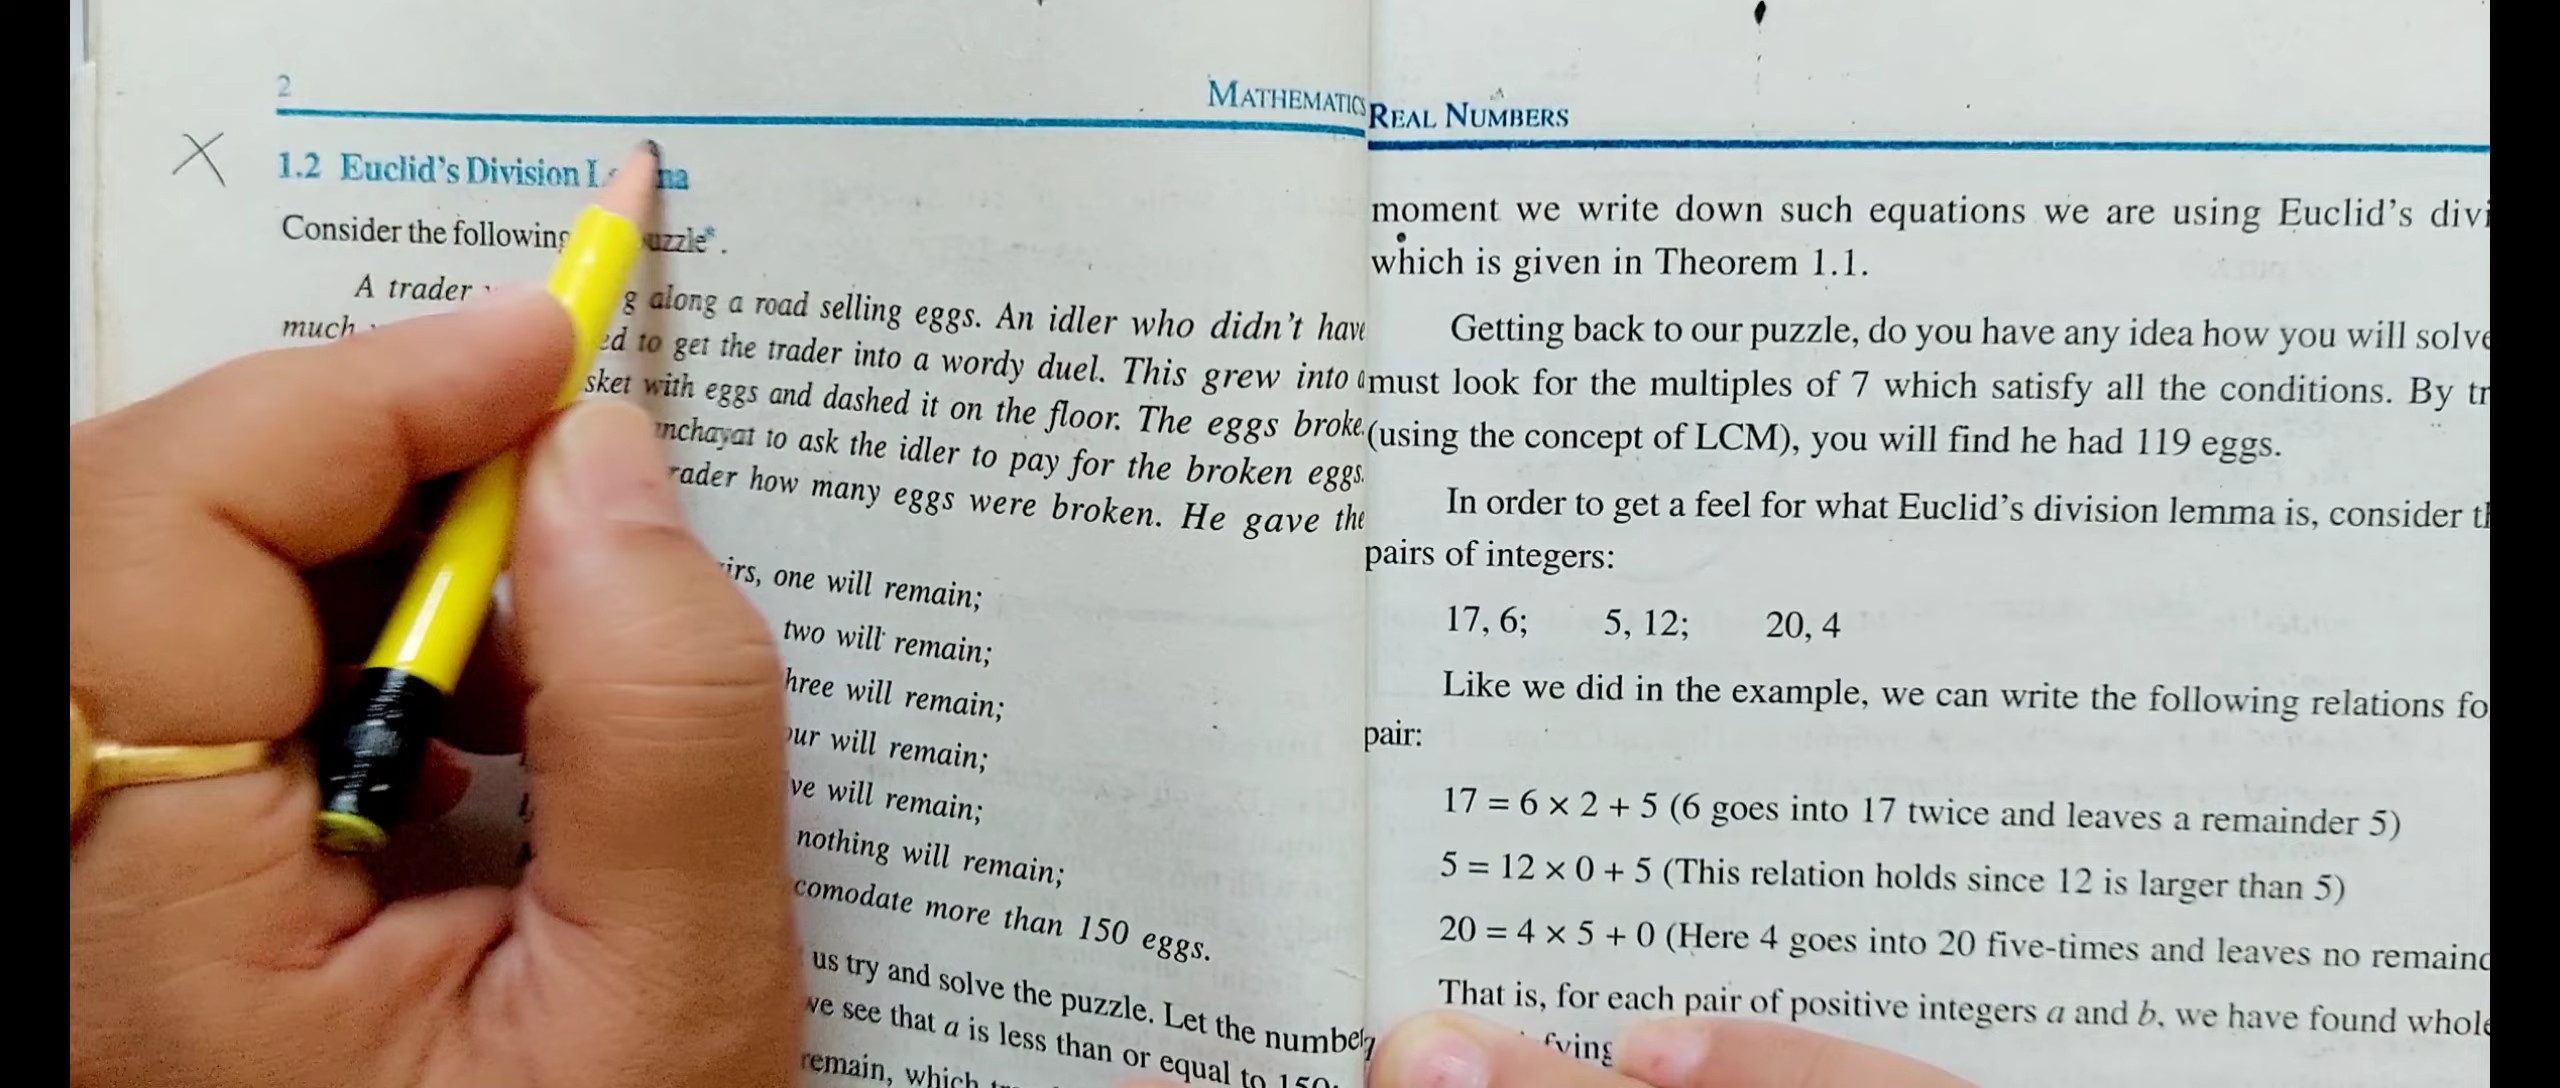 2
MATHEMATICS
1.2 Euclid's Division
Consider the following puzzle*.
A trader along a road selling eggs. An idler who didn't have
much to get the trader into a wordy duel. This grew into a
with eggs and dashed it on the floor. The eggs broke.
to ask the idler to pay for the broken eggs.
how many eggs were broken. He gave the
one will remain;
two will remain;
will remain;
will remain;
will remain;
nothing will remain;
more than 150 eggs.
us try and solve the puzzle. Let the number
see that a is less than or equal to 150:
remain, which
REAL NUMBERS
moment we write down such equations we are using Euclid's divi
which is given in Theorem 1.1.
Getting back to our puzzle, do you have any idea how you will solve
must look for the multiples of 7 which satisfy all the conditions. By tr
(using the concept of LCM), you will find he had 119 eggs.
In order to get a feel for what Euclid's division lemma is, consider th
pairs of integers:
17, 6; 5, 12; 20, 4
Like we did in the example, we can write the following relations fo
pair:
17 = 6 × 2 + 5 (6 goes into 17 twice and leaves a remainder 5)
5 = 12 × 0 + 5 (This relation holds since 12 is larger than 5)
20 = 4 × 5 + 0 (Here 4 goes into 20 five-times and leaves no remaind
That is, for each pair of positive integers a and b, we have found whole